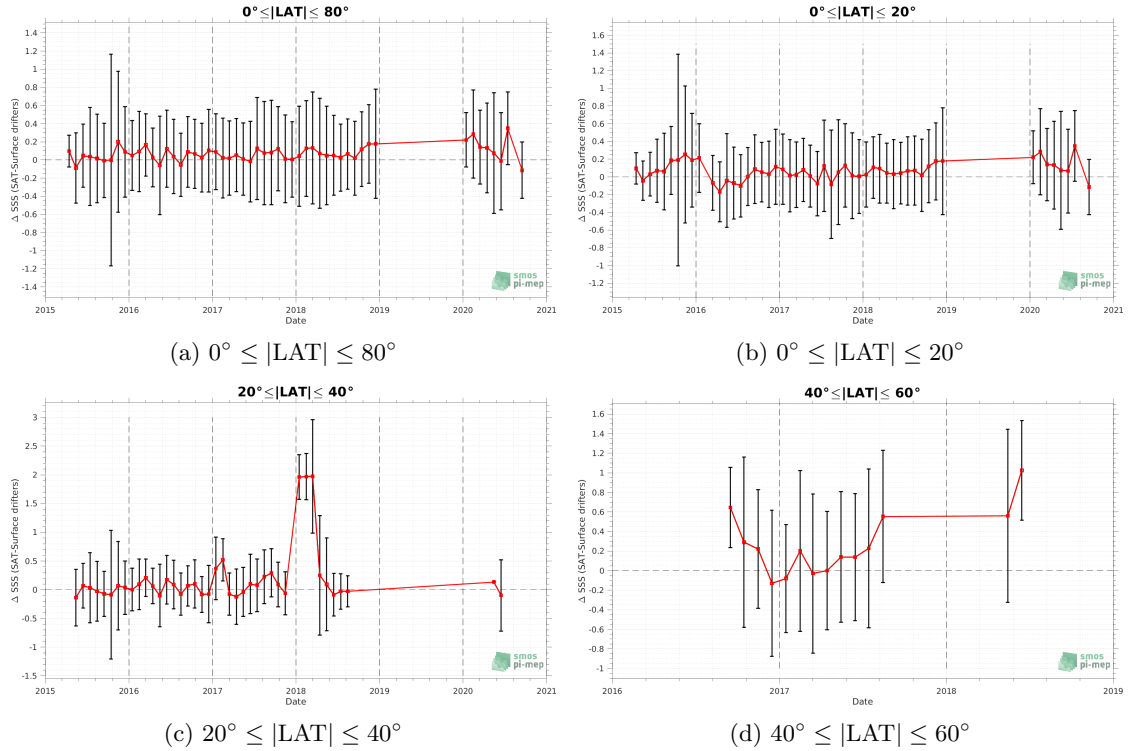 0°≤|LAT|≤ 80°
Δ SSS (SAT-Surface drifters)
1.4
1.2
1
0.8
0.6
0.4
0.2
0
-0.2
-0.4
-0.6
-0.8
-1
-1.2
-1.4
2015 2016 2017 2018 2019 2020 2021
Date
smos
pi-mep
(a) 0° ≤ |LAT| ≤ 80°
0°≤|LAT|≤ 20°
Δ SSS (SAT-Surface drifters)
1.6
1.4
1.2
1
0.8
0.6
0.4
0.2
0
-0.2
-0.4
-0.6
-0.8
-1
-1.2
2015 2016 2017 2018 2019 2020 2021
Date
smos
pi-mep
(b) 0° ≤ |LAT| ≤ 20°
20°≤|LAT|≤ 40°
Δ SSS (SAT-Surface drifters)
3
2.5
2
1.5
1
0.5
0
-0.5
-1
-1.5
2015 2016 2017 2018 2019 2020 2021
Date
smos
pi-mep
(c) 20° ≤ |LAT| ≤ 40°
40°≤|LAT|≤ 60°
Δ SSS (SAT-Surface drifters)
1.6
1.4
1.2
1
0.8
0.6
0.4
0.2
0
-0.2
-0.4
-0.6
-0.8
-1
2016 2017 2018 2019
Date
smos
pi-mep
(d) 40° ≤ |LAT| ≤ 60°